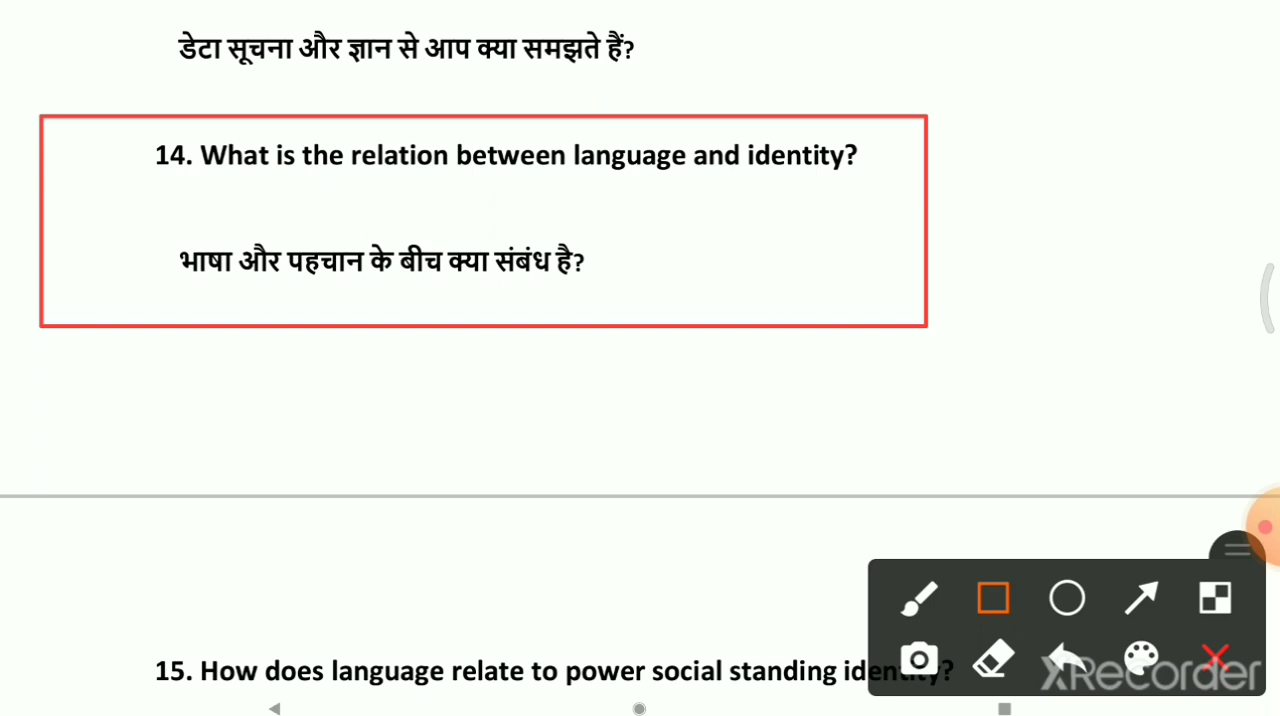 डेटा सूचना और ज्ञान से आप क्या समझते हैं?
14. What is the relation between language and identity?
भाषा और पहचान के बीच क्या संबंध है?
15. How does language relate to power social standing identity?
XRecorder